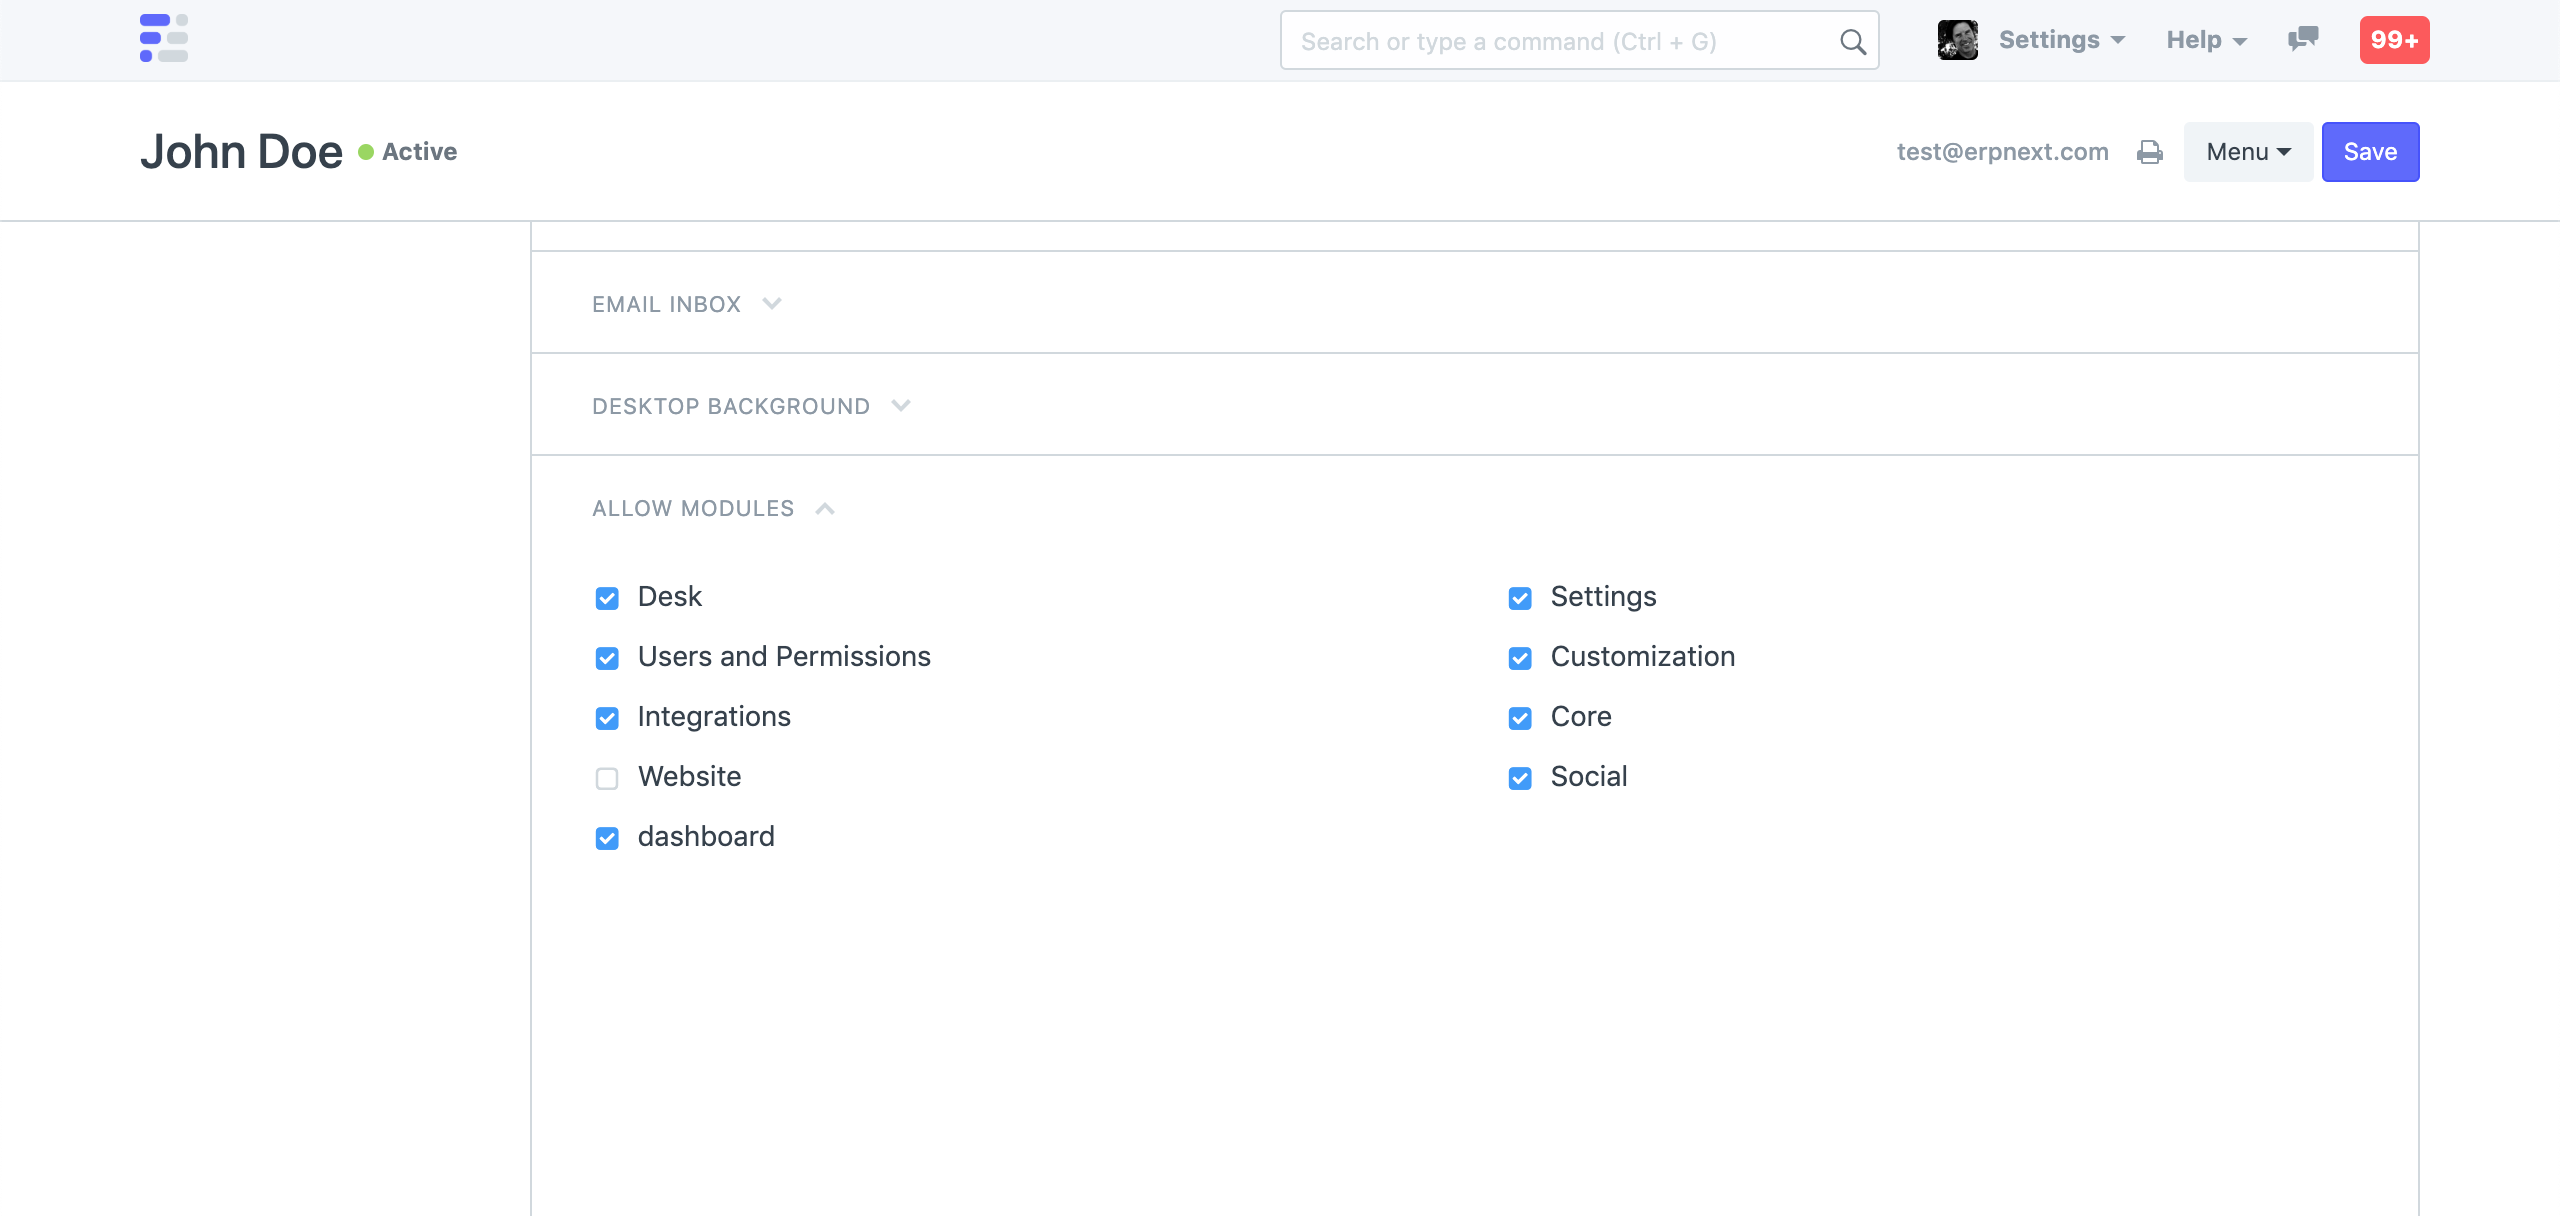 Search or type a command (Ctrl + G)
Settings
Help
99+
John Doe
Active
test@erpnext.com
Menu
Save
EMAIL INBOX
DESKTOP BACKGROUND
ALLOW MODULES
Desk
Users and Permissions
Integrations
Website
dashboard
Settings
Customization
Core
Social